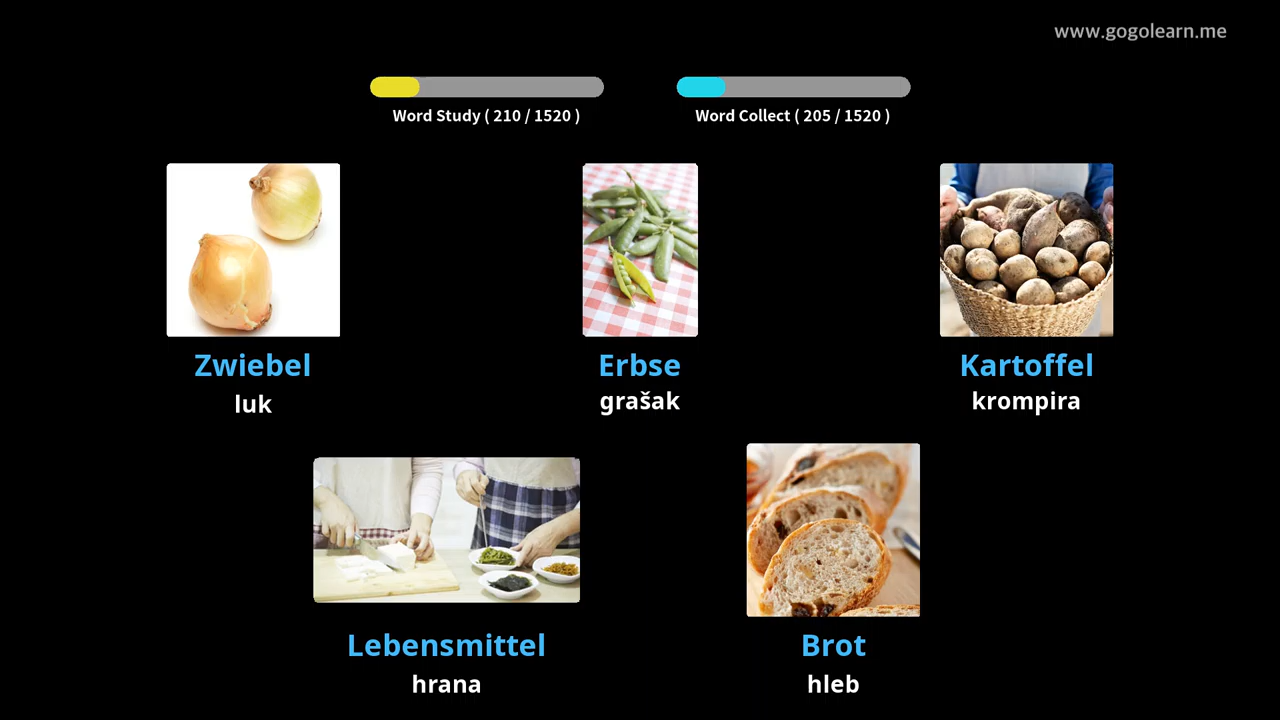 www.gogolearn.me
Word Study ( 210 / 1520 )
Word Collect ( 205 / 1520 )
Zwiebel
luk
Erbse
grašak
Kartoffel
krompira
Lebensmittel
hrana
Brot
hleb